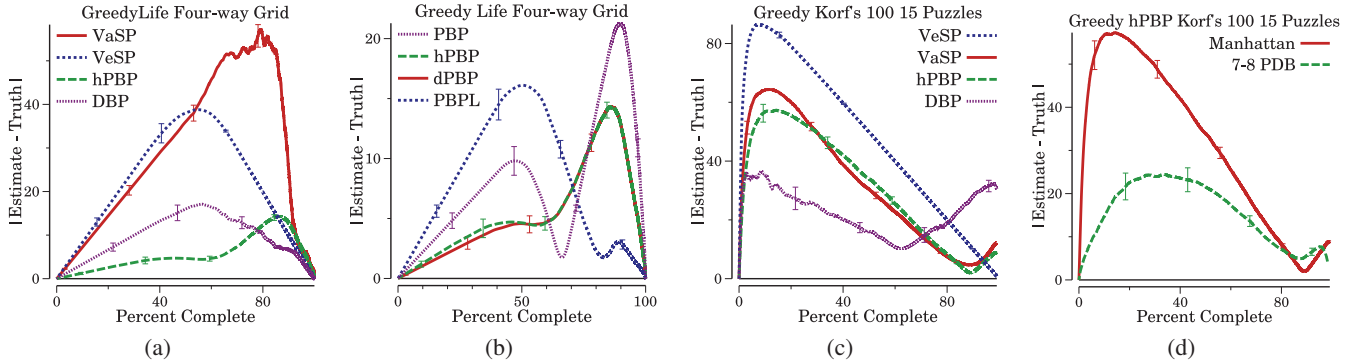 GreedyLife Four-way Grid
VaSP
VeSP
hPBP
DBP
|Estimate - Truth|
40
20
0
0
40
80
Percent Complete
(a)
Greedy Life Four-way Grid
PBP
hPBP
dPBP
PBPL
|Estimate - Truth|
20
10
0
0
50
100
Percent Complete
(b)
Greedy Korf's 100 15 Puzzles
VeSP
VaSP
hPBP
DBP
|Estimate - Truth|
80
40
0
0
40
80
Percent Complete
(c)
Greedy hPBP Korf's 100 15 Puzzles
Manhattan
7-8 PDB
|Estimate - Truth|
40
20
0
0
40
80
Percent Complete
(d)